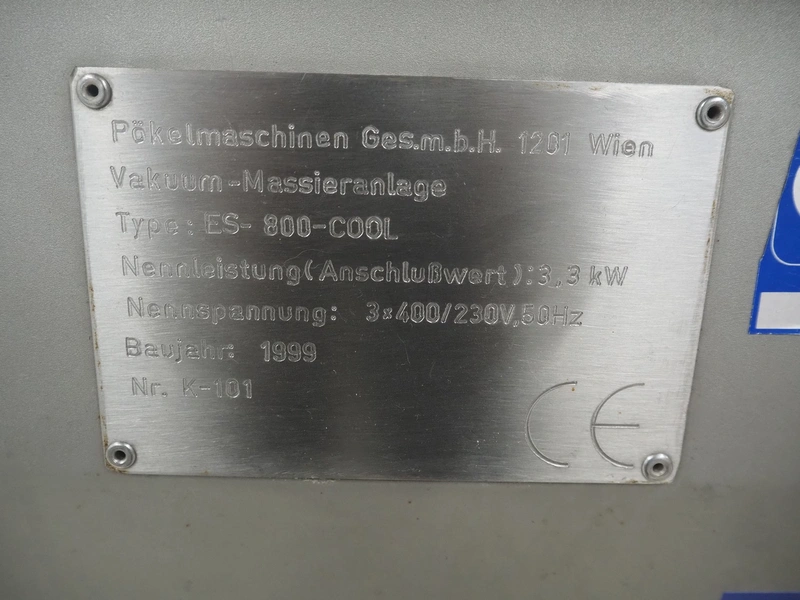 Pökelmaschinen Ges.m.b.H. 1201 Wien
Vakuum-Massieranlage
Type: ES- 800-COOL
Nennleistung(Anschlußwert):3,3 kW
Nennspannung: 3x400/230V,50Hz
Baujahr: 1999
Nr. K-101
CE